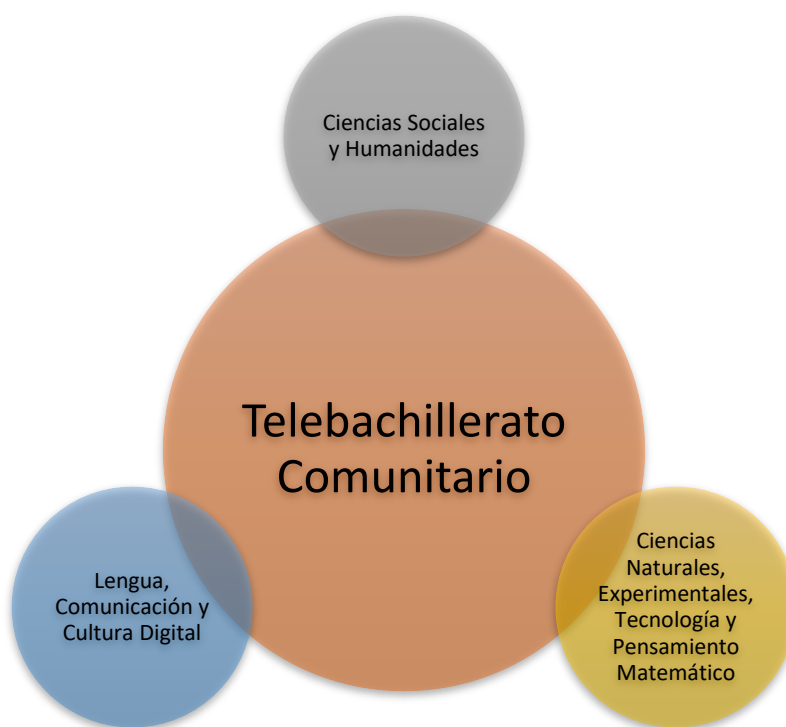 Ciencias Sociales
y Humanidades
Telebachillerato
Comunitario
Lengua,
Comunicación y
Cultura Digital
Ciencias
Naturales,
Experimentales,
Tecnología y
Pensamiento
Matemático